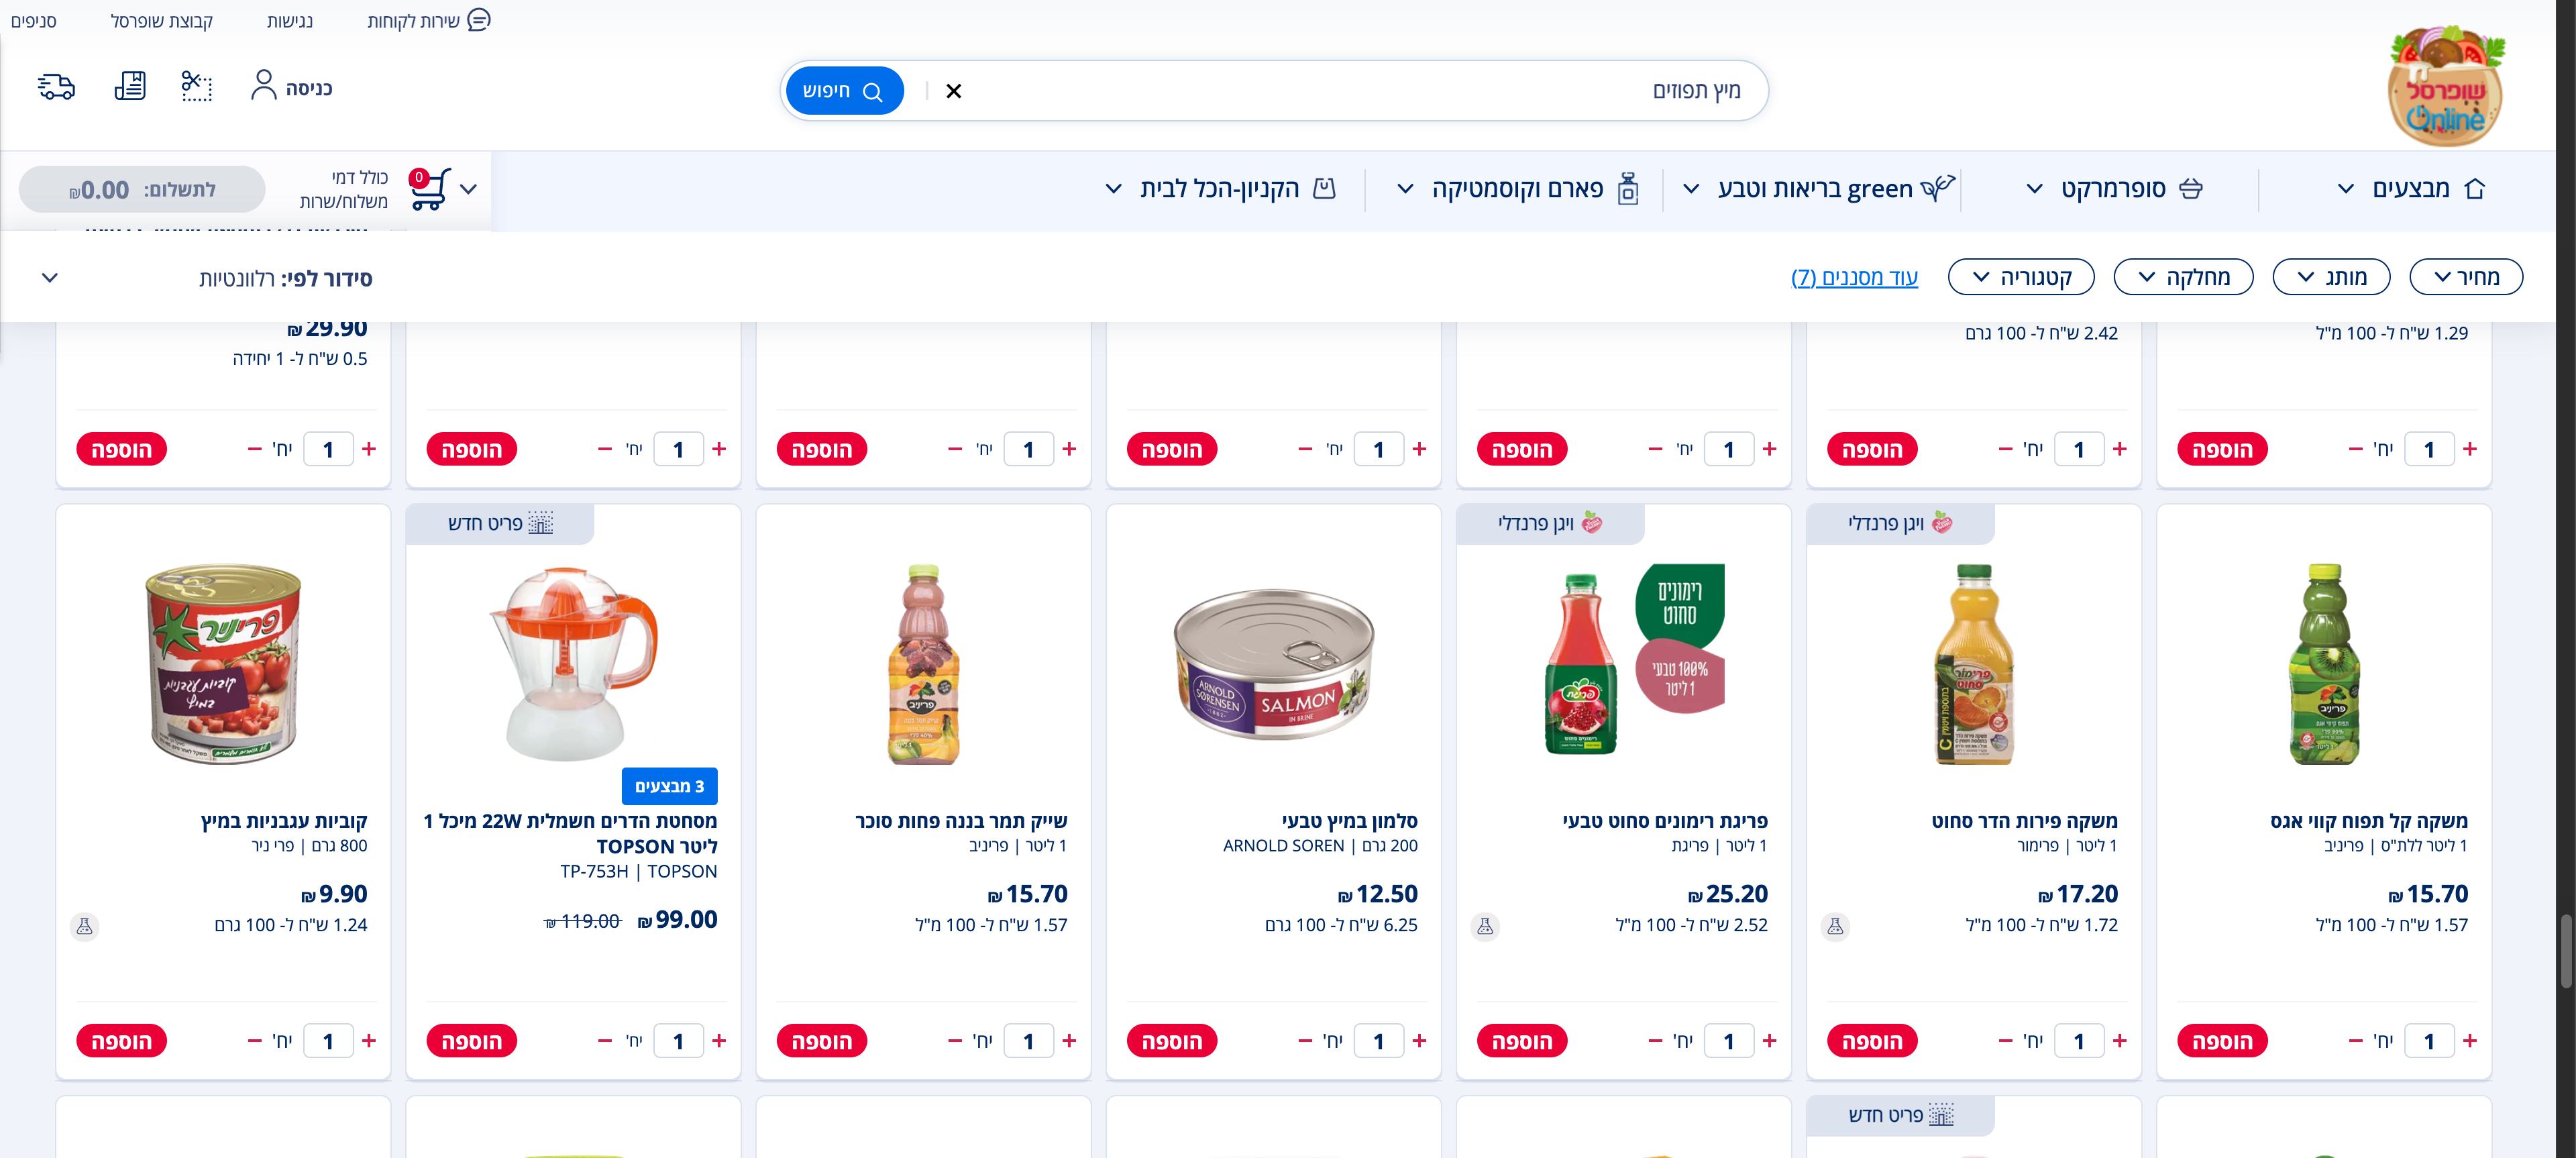 שירות לקוחות
נגישות
קבוצת שופרסל
סניפים
שופרסל
Online
מיץ תפוזים
חיפוש
כניסה
מבצעים
סופרמרקט
green בריאות וטבע
פארם וקוסמטיקה
הקניון-הכל לבית
0
כולל דמי
משלוח/שרות
לתשלום: 0.00₪
מחיר
מותג
מחלקה
קטגוריה
עוד מסננים (7)
סידור לפי: רלוונטיות
1.29 ש"ח ל- 100 מ"ל
2.42 ש"ח ל- 100 גרם
29.90 ₪
0.5 ש"ח ל- 1 יחידה
+ 1 יח' − הוספה
+ 1 יח' − הוספה
+ 1 יח' − הוספה
+ 1 יח' − הוספה
+ 1 יח' − הוספה
+ 1 יח' − הוספה
+ 1 יח' − הוספה
פריניב
משקה קל תפוח קווי אגס
1 ליטר ללת"ס | פריניב
15.70 ₪
1.57 ש"ח ל- 100 מ"ל
+ 1 יח' − הוספה
ויגן פרנדלי
פרימור
סחוט
C
משקה פירות הדר סחוט
1 ליטר | פרימור
17.20 ₪
1.72 ש"ח ל- 100 מ"ל
+ 1 יח' − הוספה
ויגן פרנדלי
רימונים
סחוט
100% טבעי
1 ליטר
פריגת
פריגת רימונים סחוט טבעי
1 ליטר | פריגת
25.20 ₪
2.52 ש"ח ל- 100 מ"ל
+ 1 יח' − הוספה
ARNOLD
SORENSEN
SALMON
IN BRINE
סלמון במיץ טבעי
200 גרם | ARNOLD SOREN
12.50 ₪
6.25 ש"ח ל- 100 גרם
+ 1 יח' − הוספה
פריניב
שייק תמר בננה פחות סוכר
1 ליטר | פריניב
15.70 ₪
1.57 ש"ח ל- 100 מ"ל
+ 1 יח' − הוספה
פריט חדש
3 מבצעים
מסחטת הדרים חשמלית 22W מיכל 1
ליטר TOPSON
TP-753H | TOPSON
99.00 ₪ 119.00 ₪
+ 1 יח' − הוספה
פריניר
קוביות עגבניות
במיץ
קוביות עגבניות במיץ
800 גרם | פרי ניר
9.90 ₪
1.24 ש"ח ל- 100 גרם
+ 1 יח' − הוספה
פריט חדש